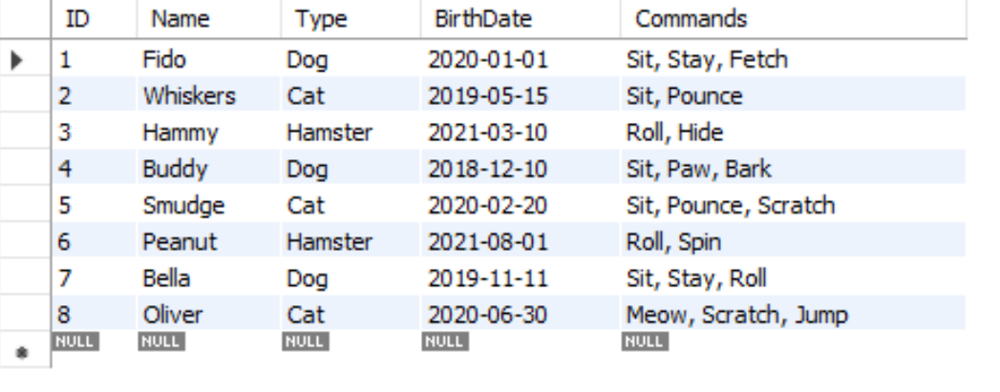 ID Name Type BirthDate Commands
1 Fido Dog 2020-01-01 Sit, Stay, Fetch
2 Whiskers Cat 2019-05-15 Sit, Pounce
3 Hammy Hamster 2021-03-10 Roll, Hide
4 Buddy Dog 2018-12-10 Sit, Paw, Bark
5 Smudge Cat 2020-02-20 Sit, Pounce, Scratch
6 Peanut Hamster 2021-08-01 Roll, Spin
7 Bella Dog 2019-11-11 Sit, Stay, Roll
8 Oliver Cat 2020-06-30 Meow, Scratch, Jump
NULL NULL NULL NULL NULL